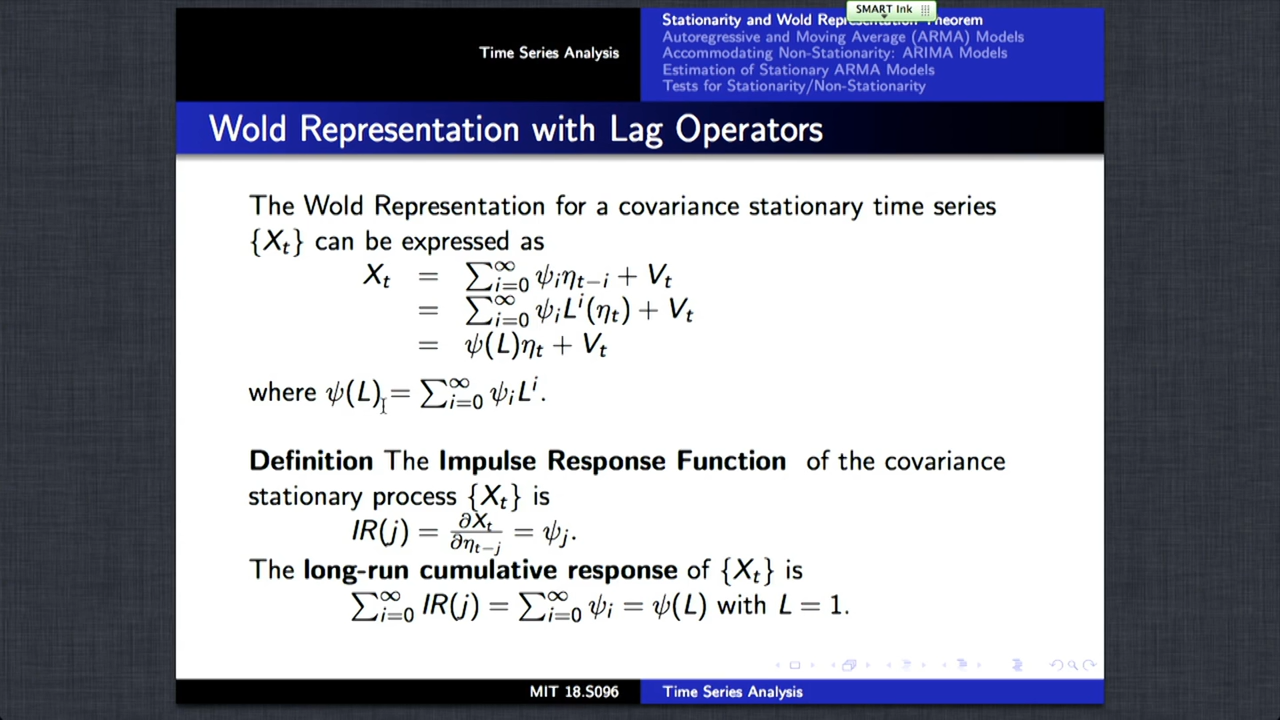 SMART Ink
Time Series Analysis
Stationarity and Wold Representation Theorem
Autoregressive and Moving Average (ARMA) Models
Accommodating Non-Stationarity: ARIMA Models
Estimation of Stationary ARMA Models
Tests for Stationarity/Non-Stationarity
Wold Representation with Lag Operators
The Wold Representation for a covariance stationary time series
{X_t} can be expressed as
X_t = ∑_{i=0}^{∞} ψ_i η_{t−i} + V_t
= ∑_{i=0}^{∞} ψ_i L^i(η_t) + V_t
= ψ(L)η_t + V_t
where ψ(L) = ∑_{i=0}^{∞} ψ_i L^i.
Definition The Impulse Response Function of the covariance
stationary process {X_t} is
IR(j) = ∂X_t/∂η_{t−j} = ψ_j.
The long-run cumulative response of {X_t} is
∑_{i=0}^{∞} IR(j) = ∑_{i=0}^{∞} ψ_i = ψ(L) with L = 1.
MIT 18.S096
Time Series Analysis